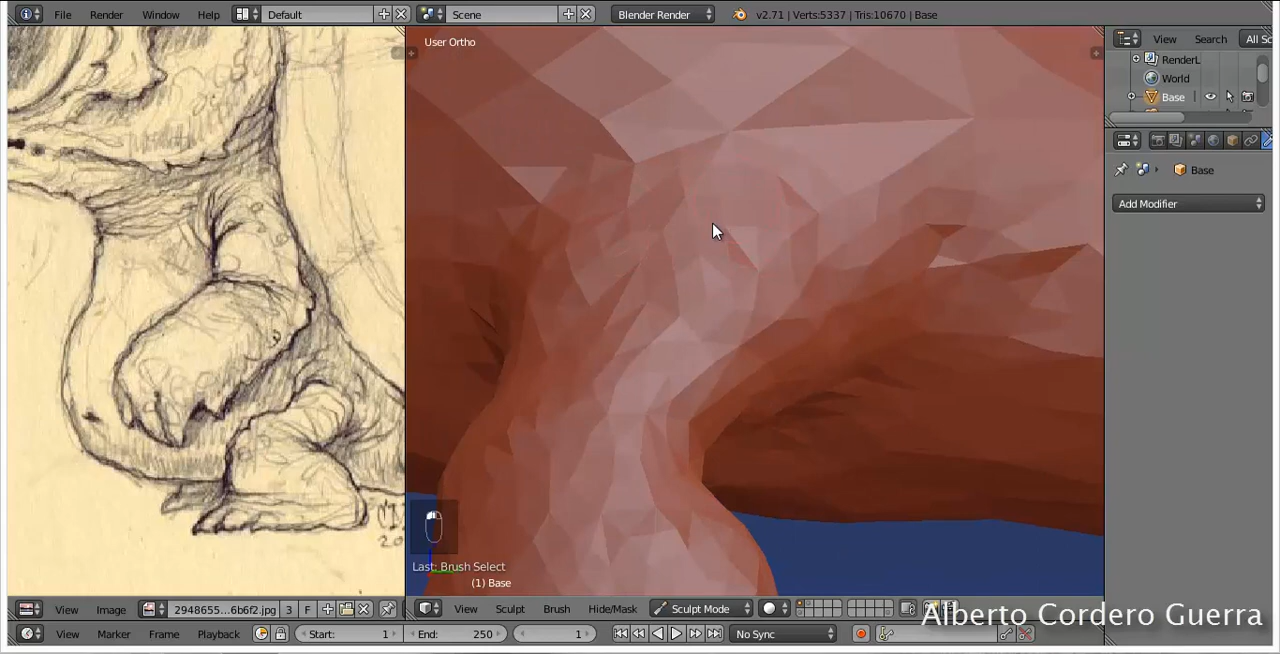 File Render Window Help Default Scene Blender Render v2.71 | Verts:5337 | Tris:10670 | Base
User Ortho
View Search All Sc
RenderL
World
Base
Base
Add Modifier
Last: Brush Select
(1) Base
20
View Image 2948655...6b6f2.jpg 3 F View Sculpt Brush Hide/Mask Sculpt Mode
Alberto Cordero Guerra
View Marker Frame Playback Start: 1 End: 250 1 No Sync